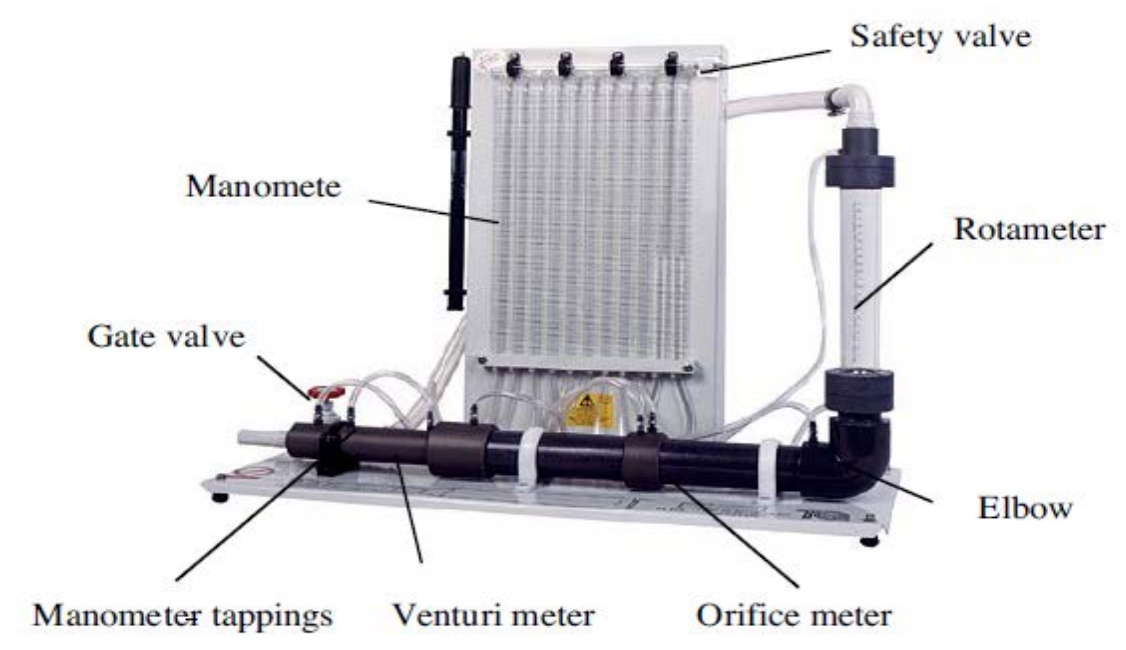 Safety valve
Manomete
Rotameter
Gate valve
Elbow
Manometer tappings
Venturi meter
Orifice meter